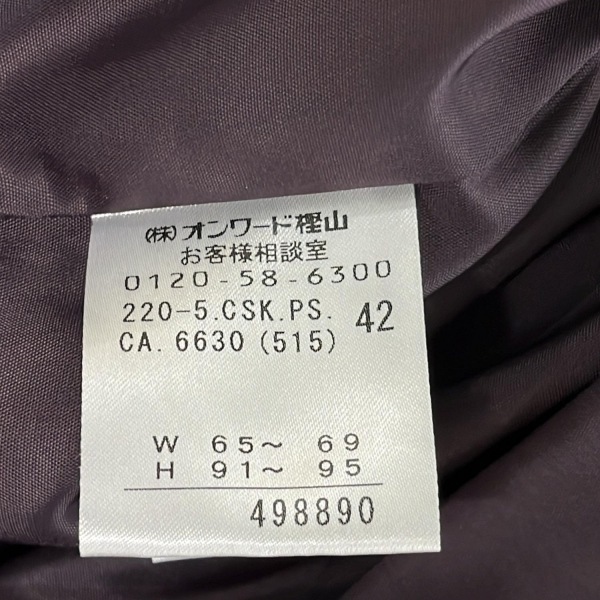 (株)オンワード樫山
お客様相談室
0120-58-6300
220-5.CSK.PS. 42
CA. 6630 (515)
W 65〜 69
H 91〜 95
498890